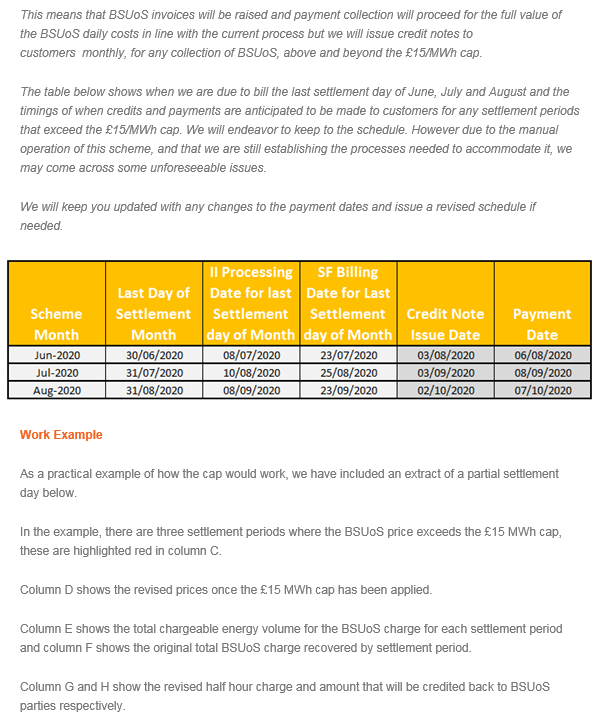 This means that BSUoS invoices will be raised and payment collection will proceed for the full value of
the BSUoS daily costs in line with the current process but we will issue credit notes to
customers  monthly, for any collection of BSUoS, above and beyond the £15/MWh cap.
The table below shows when we are due to bill the last settlement day of June, July and August and the
timings of when credits and payments are anticipated to be made to customers for any settlement periods
that exceed the £15/MWh cap. We will endeavor to keep to the schedule. However due to the manual
operation of this scheme, and that we are still establishing the processes needed to accommodate it, we
may come across some unforeseeable issues.
We will keep you updated with any changes to the payment dates and issue a revised schedule if
needed.
Scheme Month | Last Day of Settlement Month | II Processing Date for last Settlement day of Month | SF Billing Date for Last Settlement day of Month | Credit Note Issue Date | Payment Date
Jun-2020 | 30/06/2020 | 08/07/2020 | 23/07/2020 | 03/08/2020 | 06/08/2020
Jul-2020 | 31/07/2020 | 10/08/2020 | 25/08/2020 | 03/09/2020 | 08/09/2020
Aug-2020 | 31/08/2020 | 08/09/2020 | 23/09/2020 | 02/10/2020 | 07/10/2020
Work Example
As a practical example of how the cap would work, we have included an extract of a partial settlement
day below.
In the example, there are three settlement periods where the BSUoS price exceeds the £15 MWh cap,
these are highlighted red in column C.
Column D shows the revised prices once the £15 MWh cap has been applied.
Column E shows the total chargeable energy volume for the BSUoS charge for each settlement period
and column F shows the original total BSUoS charge recovered by settlement period.
Column G and H show the revised half hour charge and amount that will be credited back to BSUoS
parties respectively.